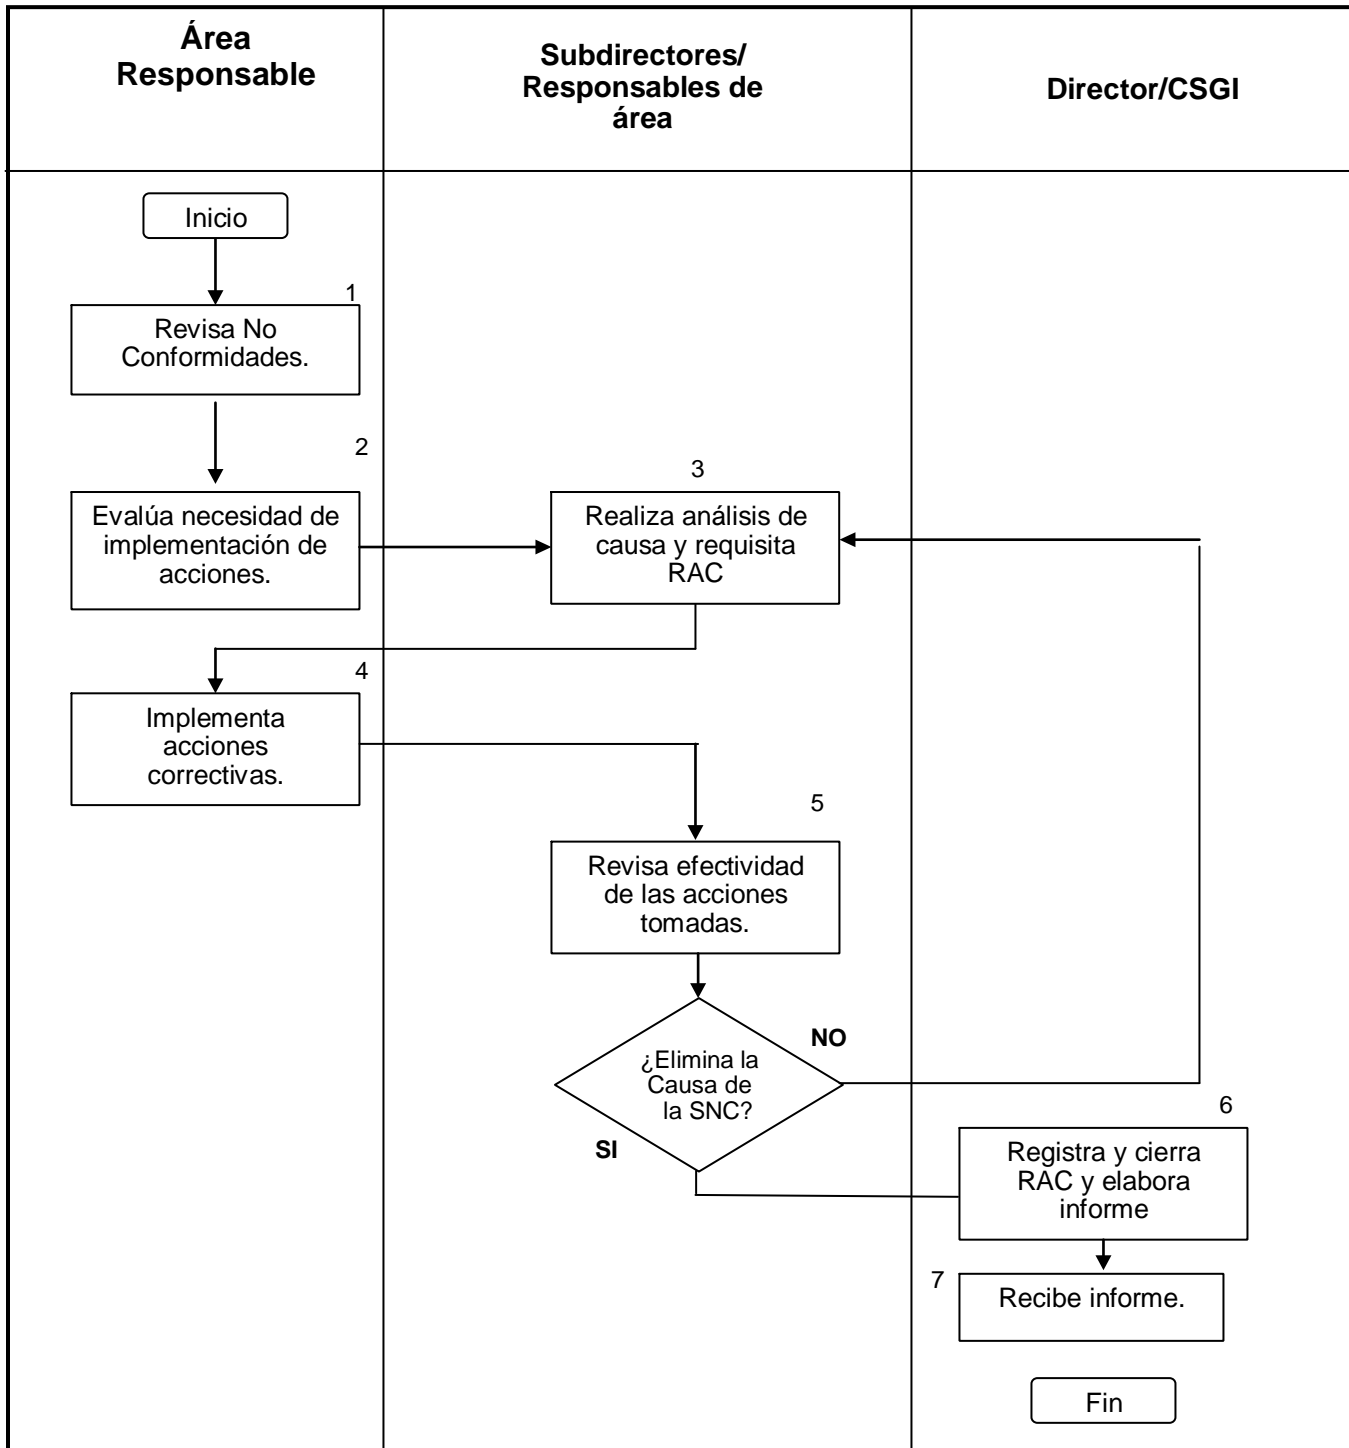 Área
Responsable
Subdirectores/
Responsables de
área
Director/CSGI
Inicio
1
Revisa No
Conformidades.
2
Evalúa necesidad de
implementación de
acciones.
3
Realiza análisis de
causa y requisita
RAC
4
Implementa
acciones
correctivas.
5
Revisa efectividad
de las acciones
tomadas.
¿Elimina la
Causa de
la SNC?
NO
SI
6
Registra y cierra
RAC y elabora
informe
7
Recibe informe.
Fin